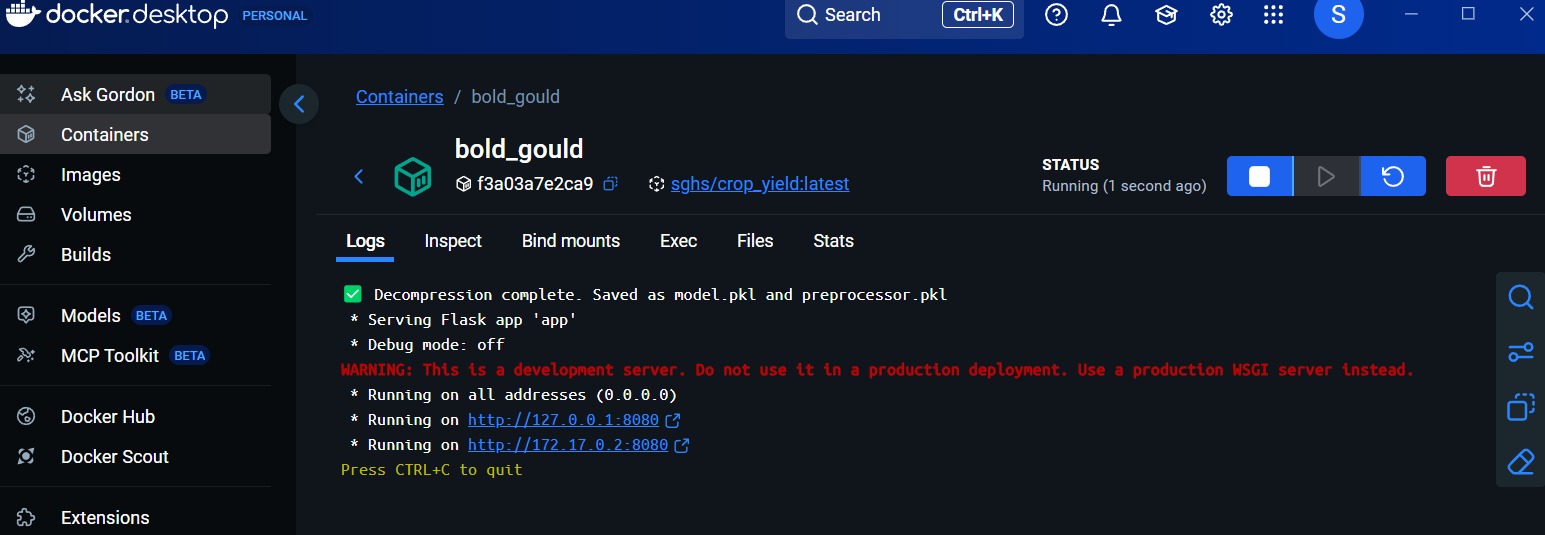 docker.desktop PERSONAL
Search Ctrl+K
S
Ask Gordon BETA
Containers
Images
Volumes
Builds
Models BETA
MCP Toolkit BETA
Docker Hub
Docker Scout
Extensions
Containers / bold_gould
bold_gould
f3a03a7e2ca9 sghs/crop_yield:latest
STATUS
Running (1 second ago)
Logs Inspect Bind mounts Exec Files Stats
✅ Decompression complete. Saved as model.pkl and preprocessor.pkl
* Serving Flask app 'app'
* Debug mode: off
WARNING: This is a development server. Do not use it in a production deployment. Use a production WSGI server instead.
* Running on all addresses (0.0.0.0)
* Running on http://127.0.0.1:8080
* Running on http://172.17.0.2:8080
Press CTRL+C to quit